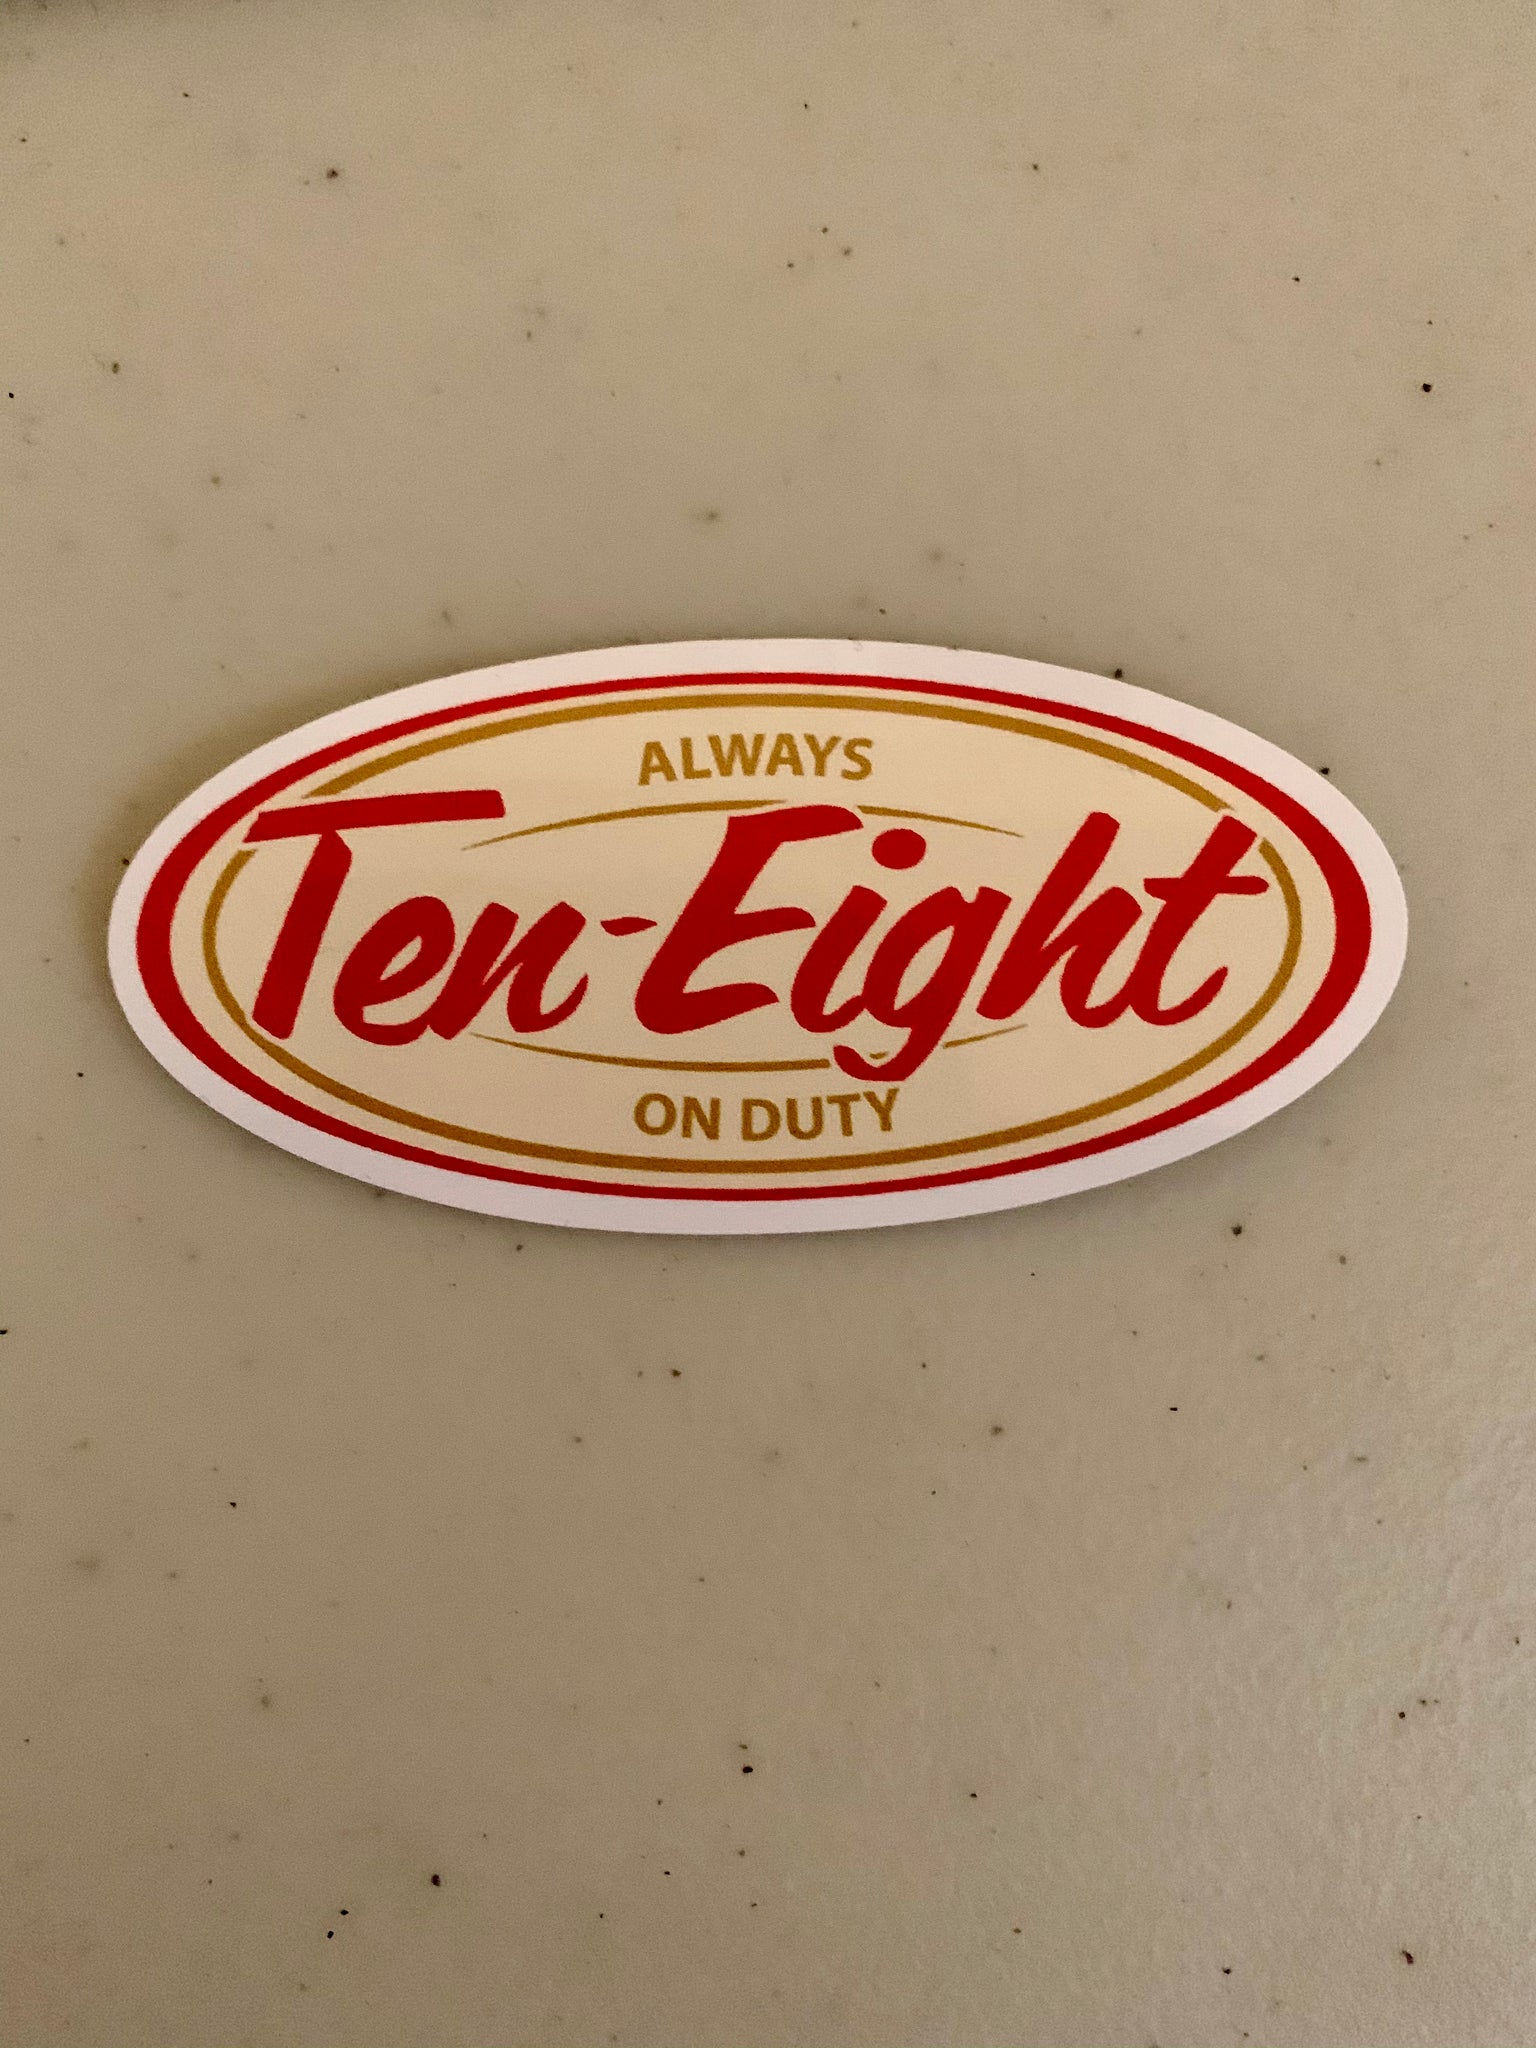 ALWAYS
Ten-Eight
ON DUTY